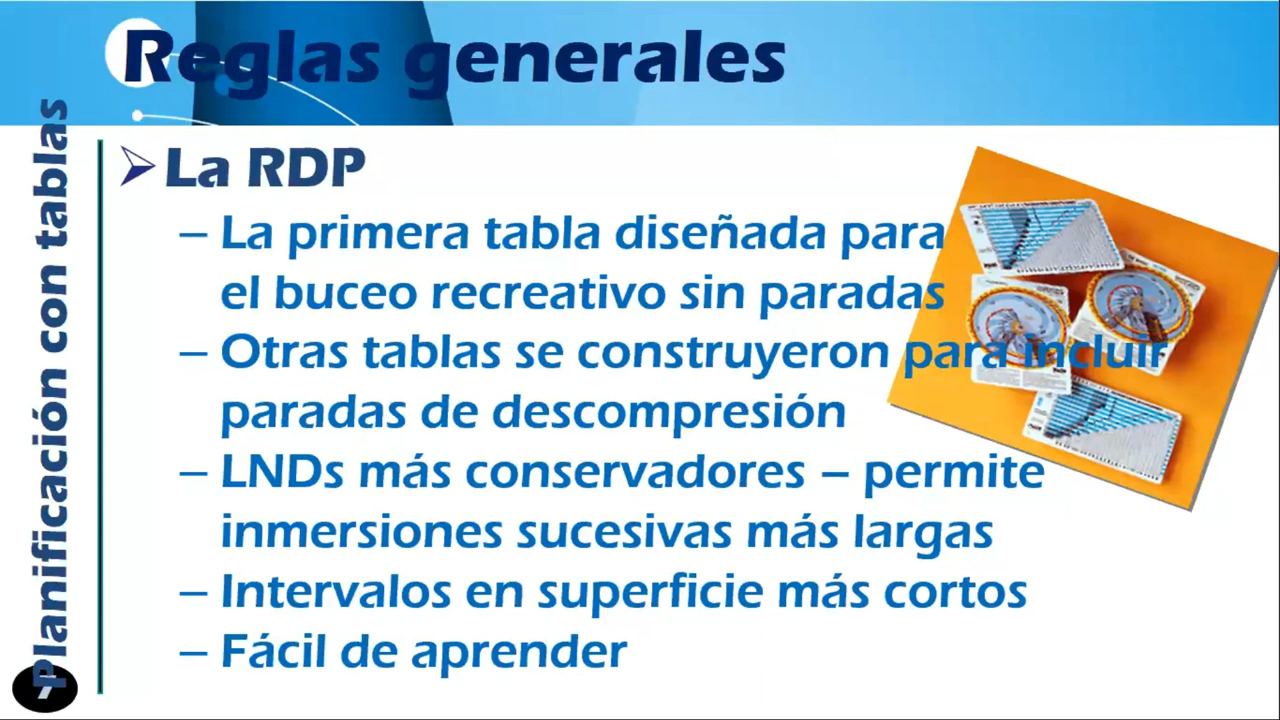 Reglas generales
Planificación con tablas
La RDP
– La primera tabla diseñada para
el buceo recreativo sin paradas
– Otras tablas se construyeron para incluir
paradas de descompresión
– LNDs más conservadores – permite
inmersiones sucesivas más largas
– Intervalos en superficie más cortos
– Fácil de aprender